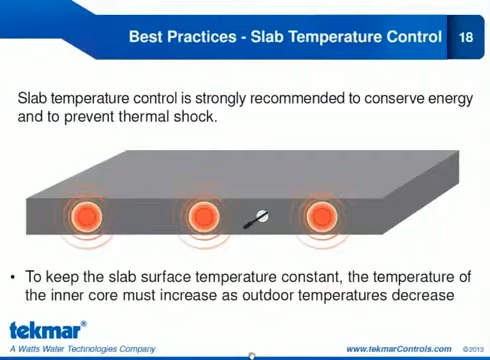 Best Practices - Slab Temperature Control
18
Slab temperature control is strongly recommended to conserve energy
and to prevent thermal shock.
• To keep the slab surface temperature constant, the temperature of
the inner core must increase as outdoor temperatures decrease
tekmar®
A Watts Water Technologies Company
www.tekmarControls.com
©2013